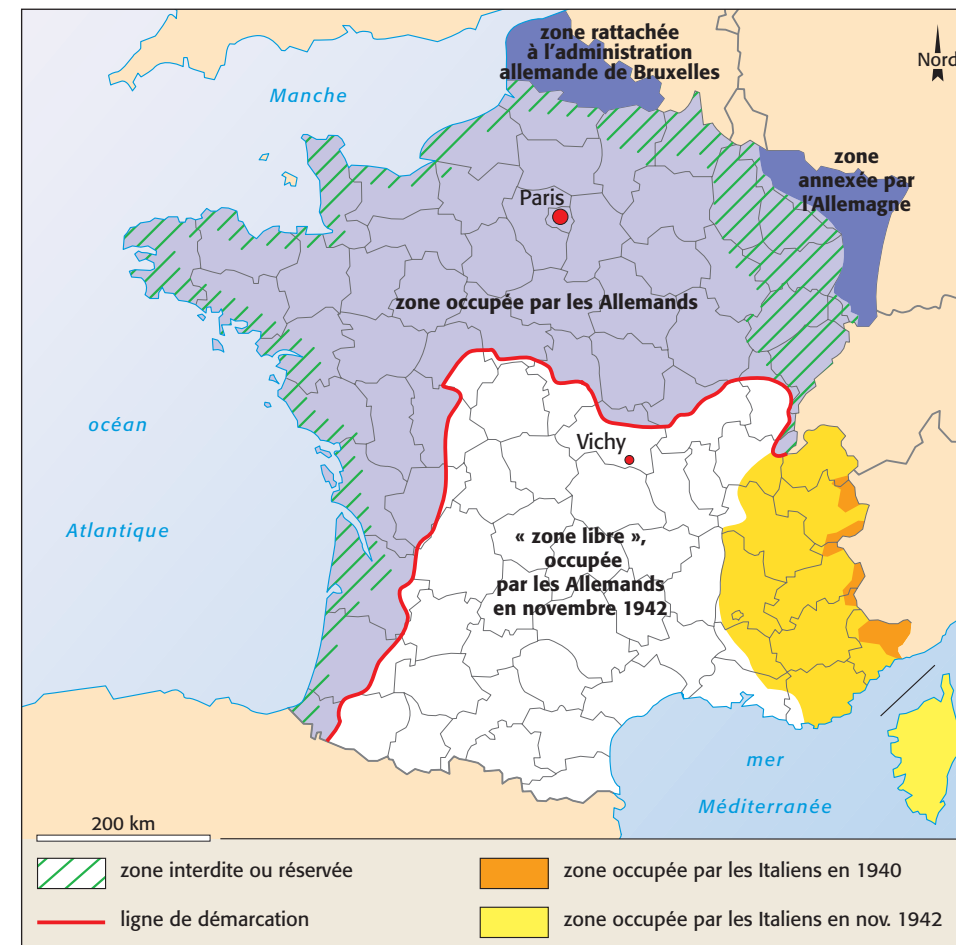 zone rattachée
à l'administration
allemande de Bruxelles
Nord
Manche
zone
annexée par
l'Allemagne
Paris
zone occupée par les Allemands
océan
Atlantique
Vichy
« zone libre »,
occupée
par les Allemands
en novembre 1942
mer
Méditerranée
200 km
zone interdite ou réservée
zone occupée par les Italiens en 1940
ligne de démarcation
zone occupée par les Italiens en nov. 1942